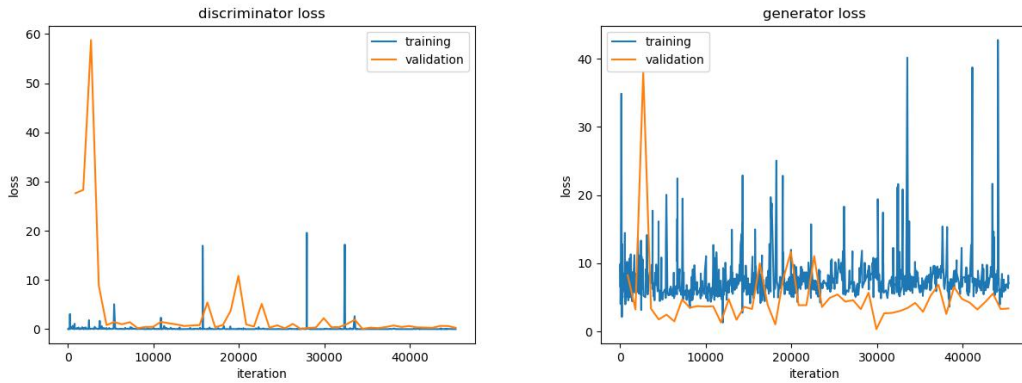 discriminator loss
60
50
40
30
20
10
0
loss
0 10000 20000 30000 40000
iteration
training
validation
generator loss
40
30
20
10
0
loss
0 10000 20000 30000 40000
iteration
training
validation